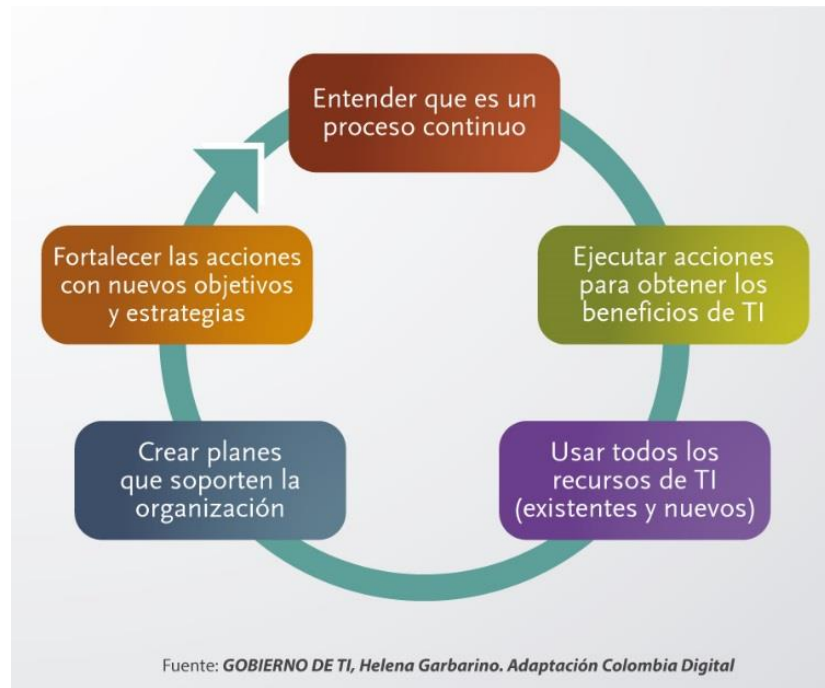 Entender que es un
proceso continuo
Fortalecer las acciones
con nuevos objetivos
y estrategias
Ejecutar acciones
para obtener los
beneficios de TI
Crear planes
que soporten la
organización
Usar todos los
recursos de TI
(existentes y nuevos)
Fuente: GOBIERNO DE TI, Helena Garbarino. Adaptación Colombia Digital